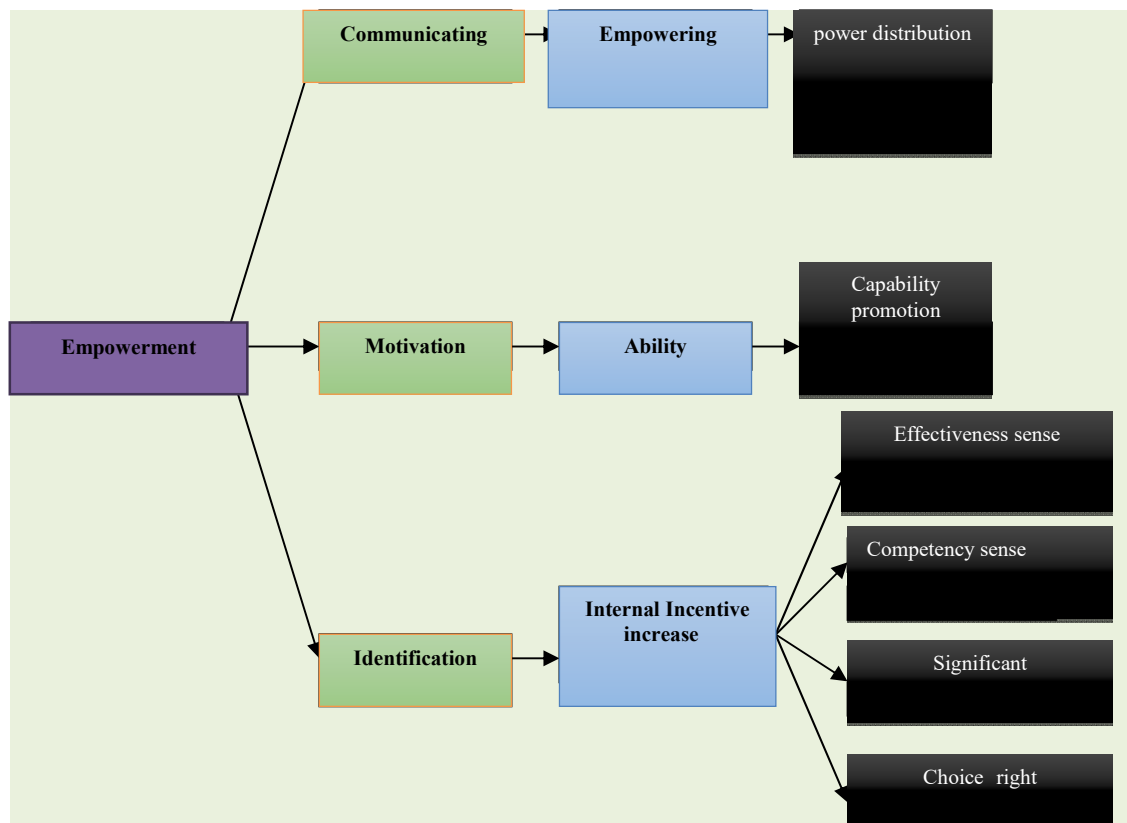 Communicating
Empowering
power distribution
Empowerment
Motivation
Ability
Capability
promotion
Identification
Internal Incentive
increase
Effectiveness sense
Competency sense
Significant
Choice right